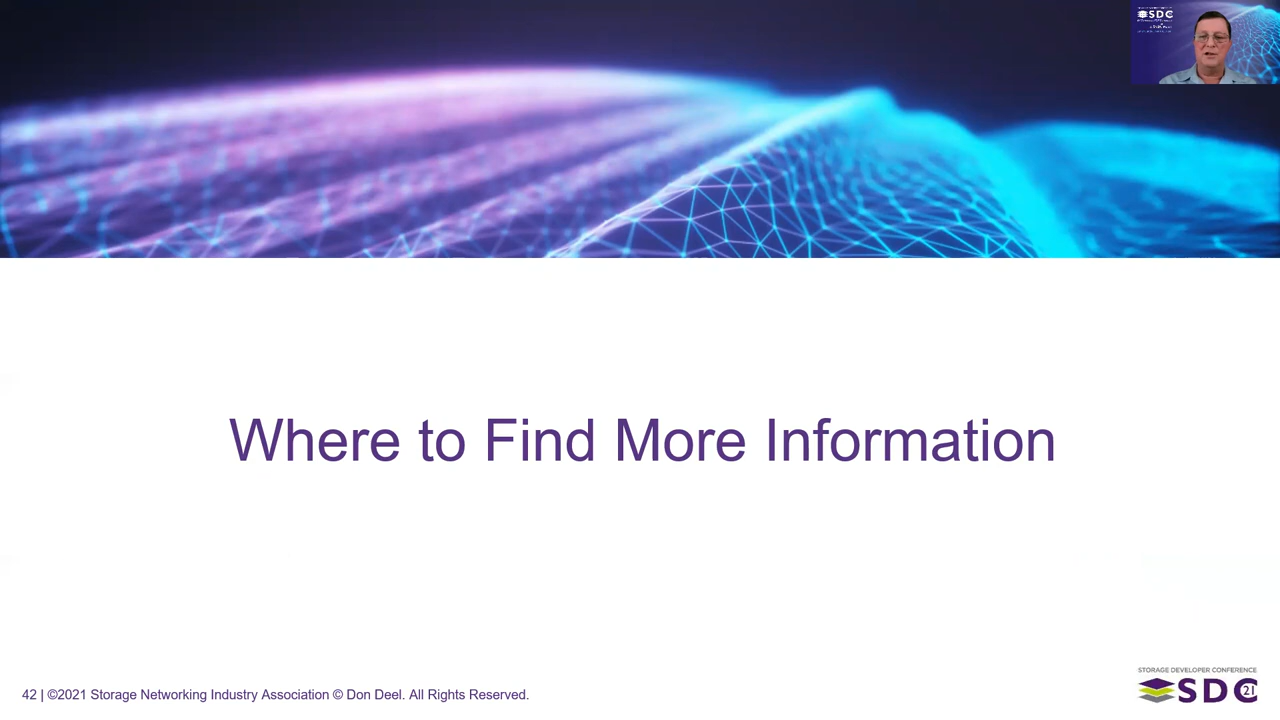 SDC
Where to Find More Information
42 | ©2021 Storage Networking Industry Association © Don Deel. All Rights Reserved.
STORAGE DEVELOPER CONFERENCE
SDC 21